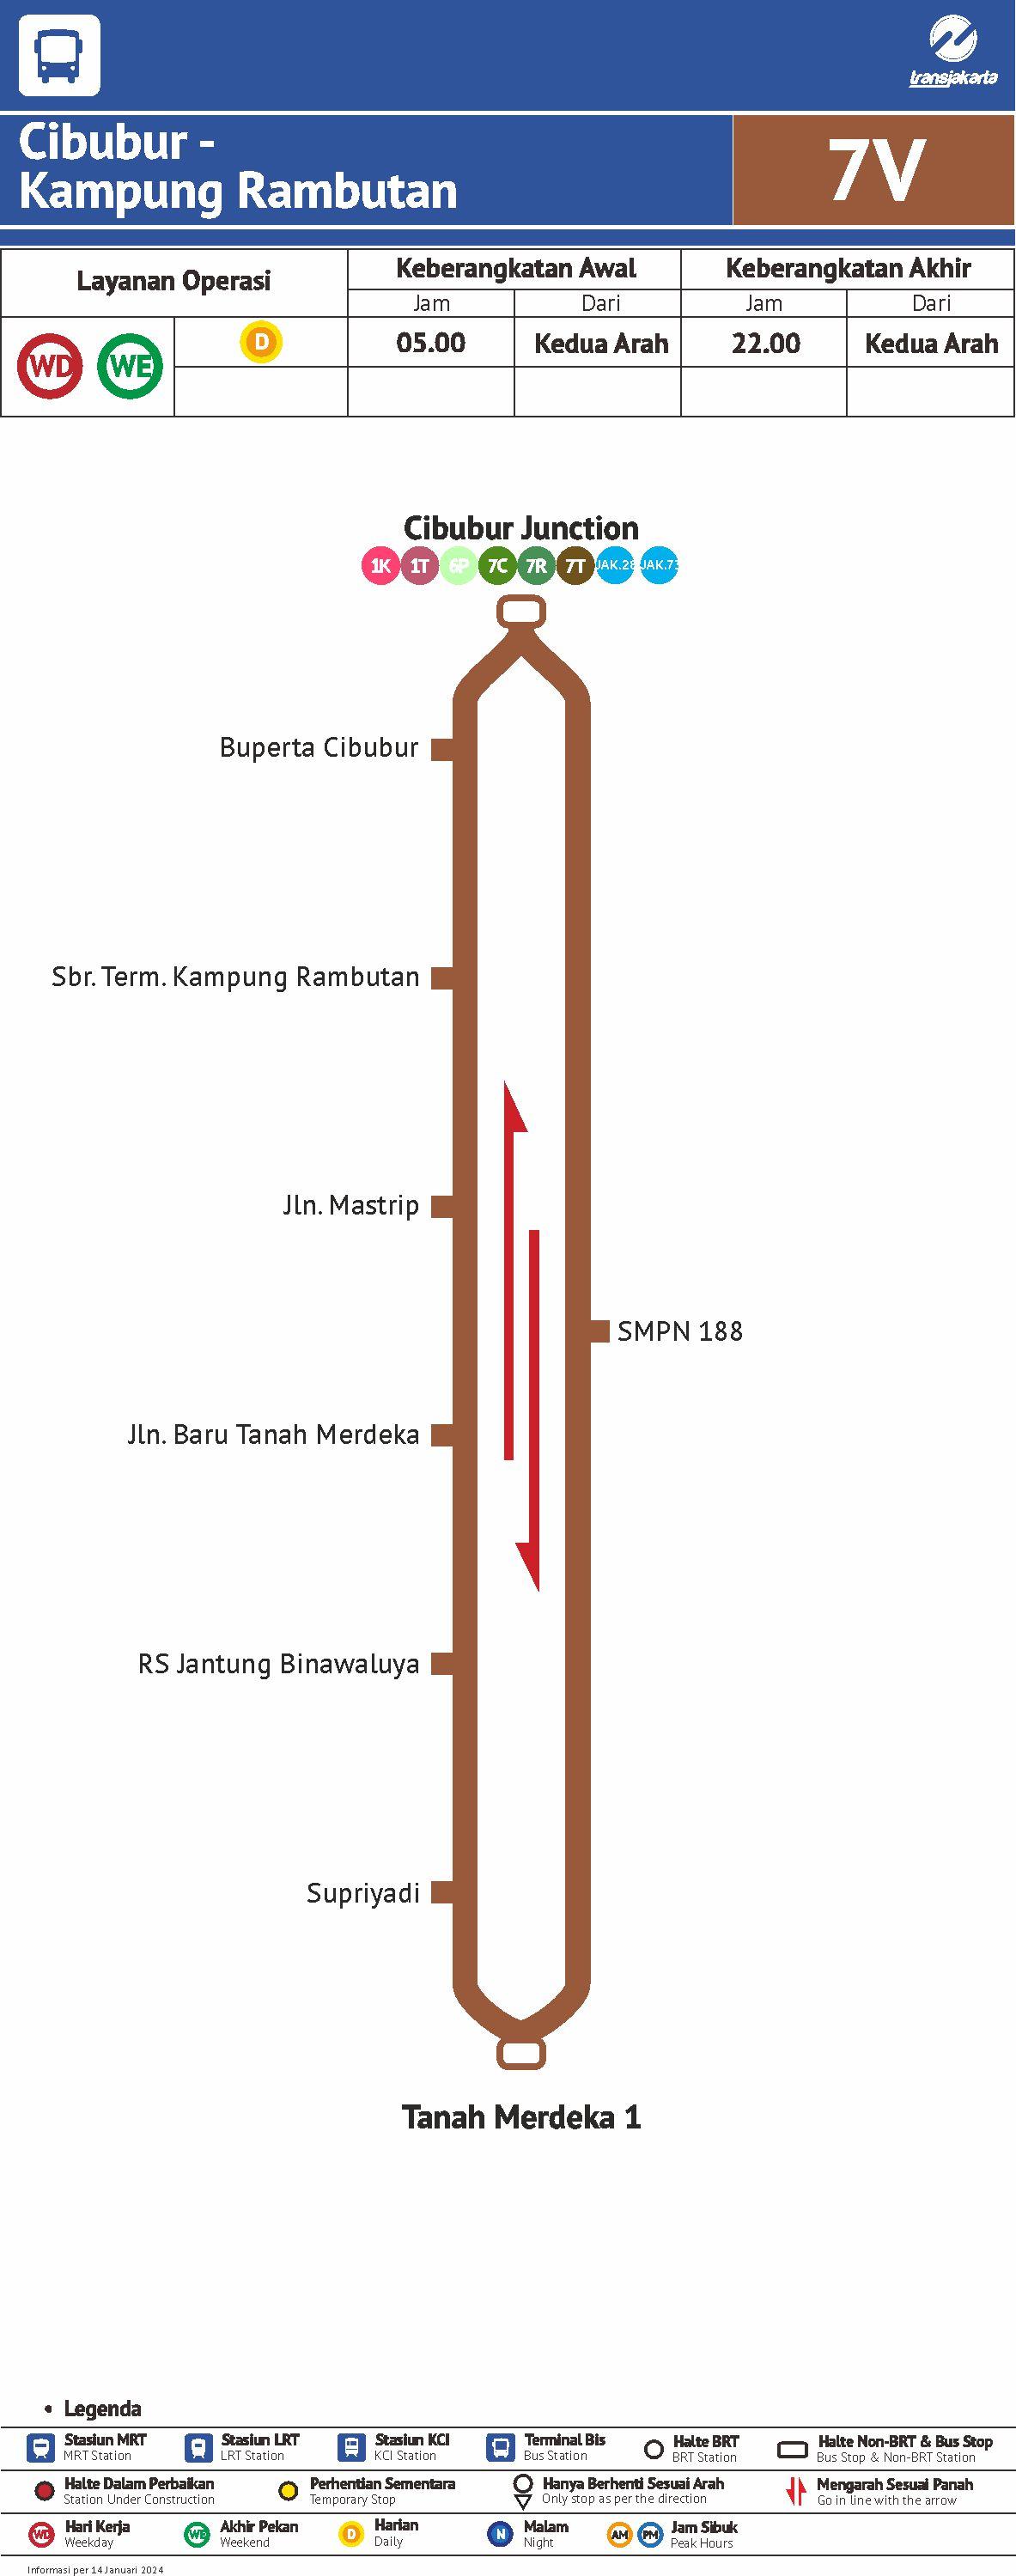 transjakarta
Cibubur -
Kampung Rambutan
7V
Layanan Operasi
Keberangkatan Awal
Keberangkatan Akhir
Jam
Dari
Jam
Dari
WD
WE
D
05.00
Kedua Arah
22.00
Kedua Arah
Cibubur Junction
1K 1T 6P 7C 7R 7T JAK.28 JAK.73
Buperta Cibubur
Sbr. Term. Kampung Rambutan
Jln. Mastrip
SMPN 188
Jln. Baru Tanah Merdeka
RS Jantung Binawaluya
Supriyadi
Tanah Merdeka 1
• Legenda
Stasiun MRT
MRT Station
Stasiun LRT
LRT Station
Stasiun KCI
KCI Station
Terminal Bis
Bus Station
Halte BRT
BRT Station
Halte Non-BRT & Bus Stop
Bus Stop & Non-BRT Station
Halte Dalam Perbaikan
Station Under Construction
Perhentian Sementara
Temporary Stop
Hanya Berhenti Sesuai Arah
Only stop as per the direction
Mengarah Sesuai Panah
Go in line with the arrow
WD
Hari Kerja
Weekday
WE
Akhir Pekan
Weekend
D
Harian
Daily
N
Malam
Night
AM PM
Jam Sibuk
Peak Hours
Informasi per 14 Januari 2024